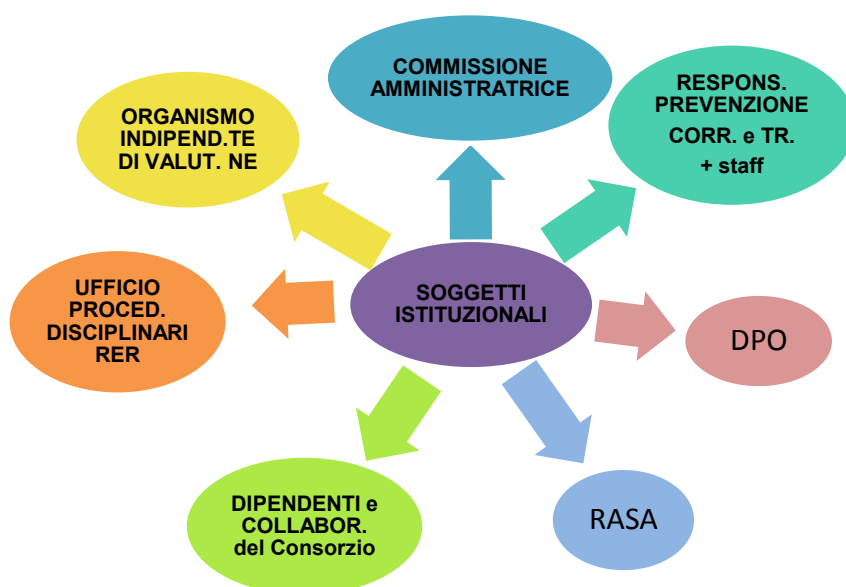 COMMISSIONE
AMMINISTRATRICE
RESPONS.
PREVENZIONE
CORR. e TR.
+ staff
ORGANISMO
INDIPEND.TE
DI VALUT. NE
SOGGETTI
ISTITUZIONALI
UFFICIO
PROCED.
DISCIPLINARI
RER
DPO
DIPENDENTI e
COLLABOR.
del Consorzio
RASA